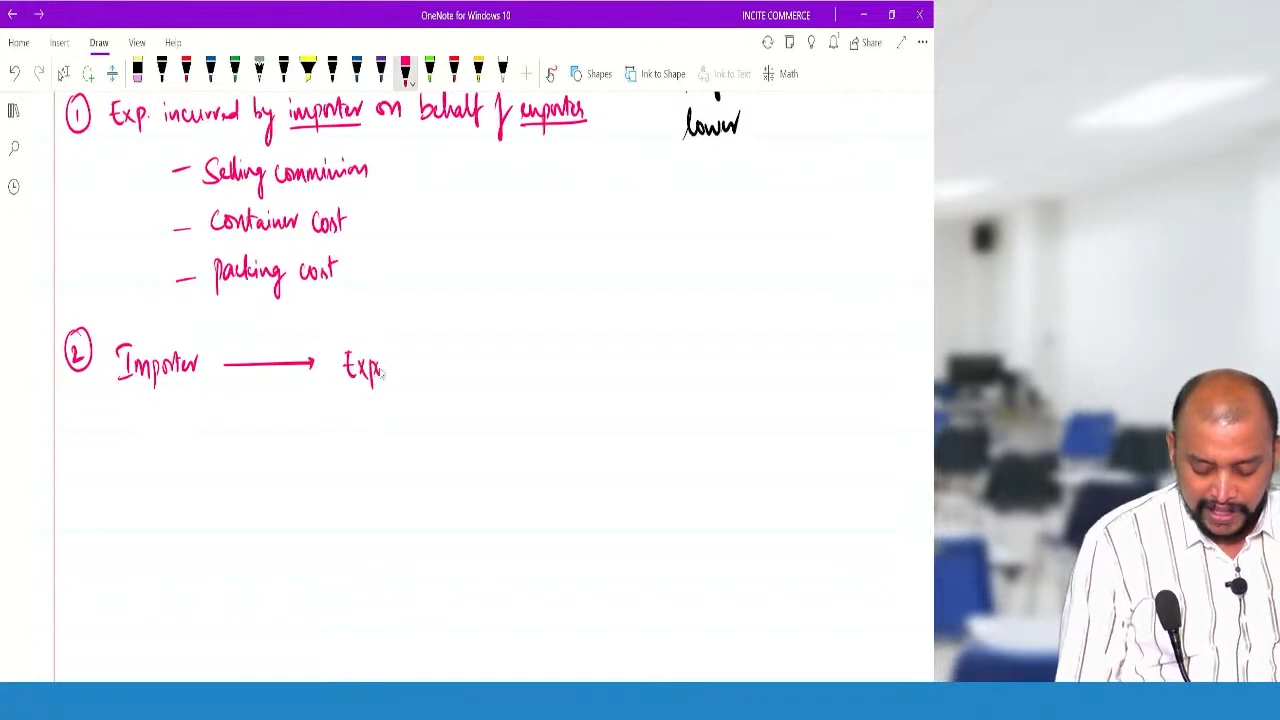 OneNote for Windows 10
INCITE COMMERCE
Home Insert Draw View Help
Share
Shapes Ink to Shape Ink to Text Math
① Exp. incurred by importer on behalf of exporter
lower
– Selling commission
– container cost
– packing cost
② Importer → Exp